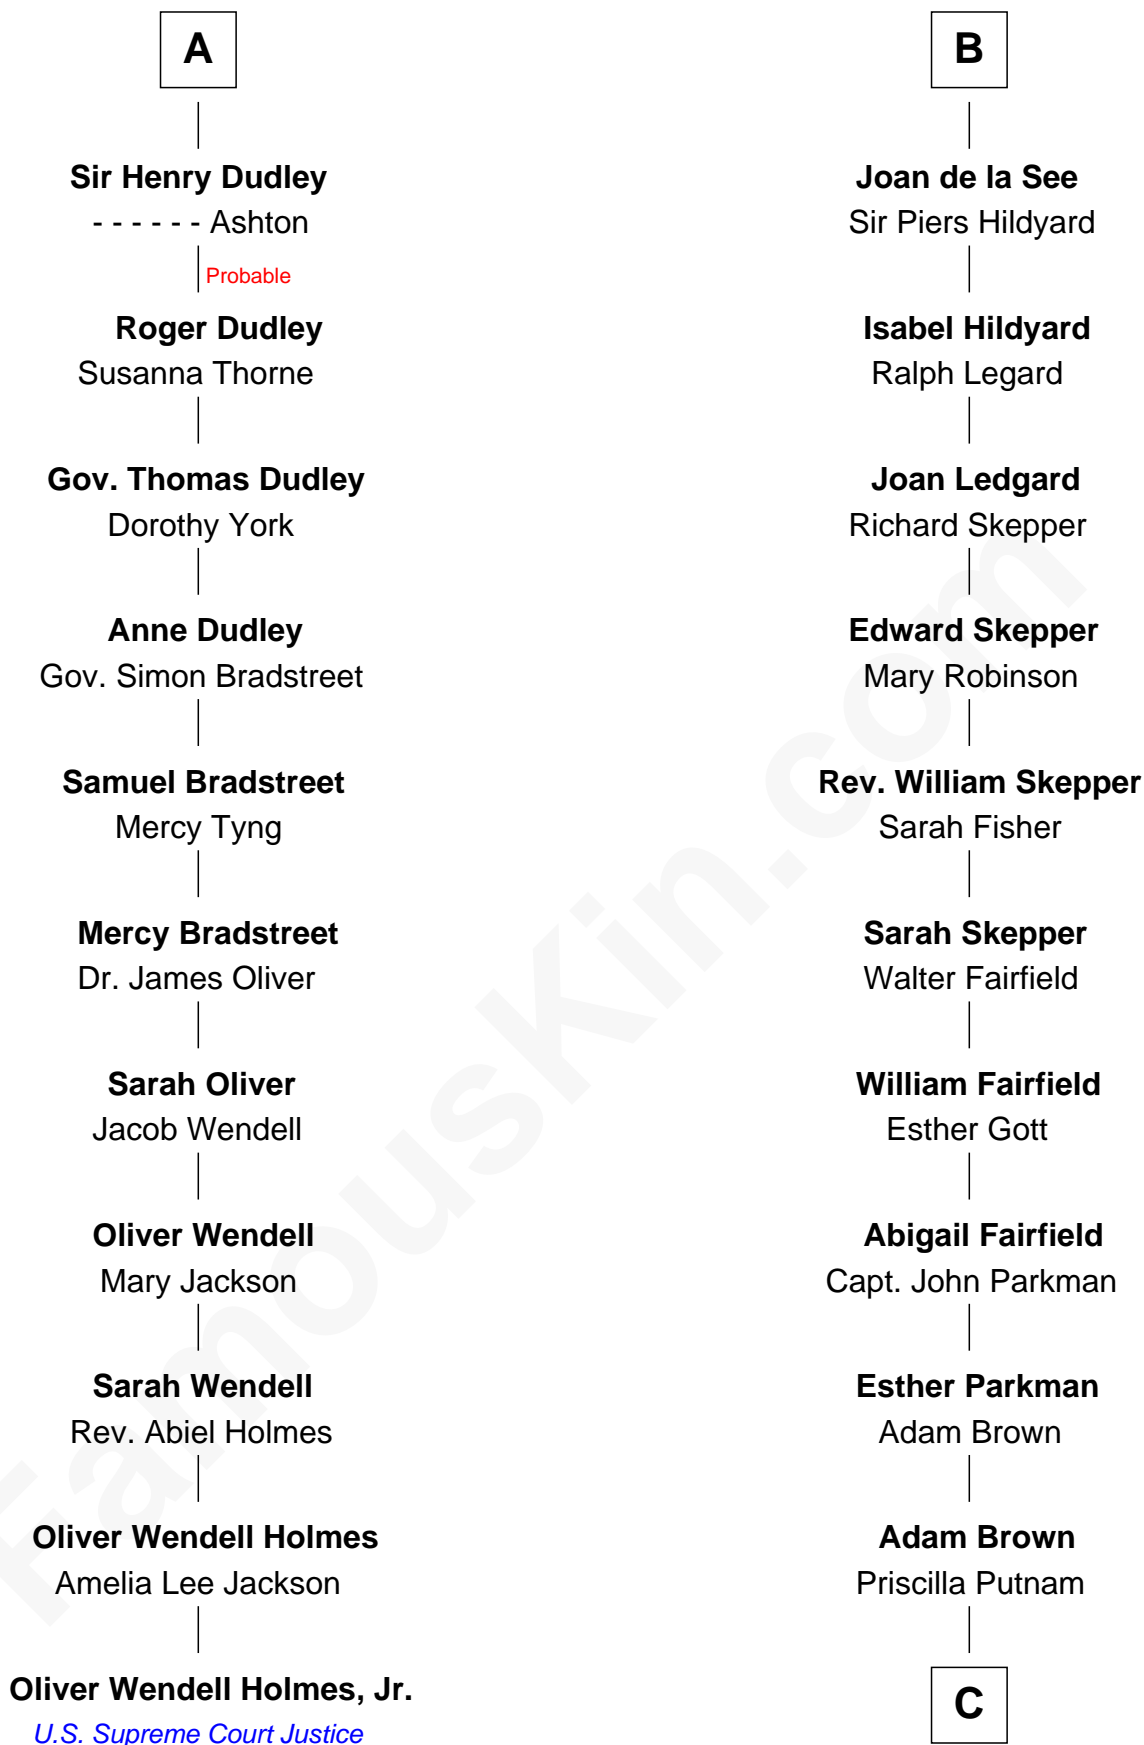 A
Sir Henry Dudley
- - - - - - Ashton
Probable
Roger Dudley
Susanna Thorne
Gov. Thomas Dudley
Dorothy York
Anne Dudley
Gov. Simon Bradstreet
Samuel Bradstreet
Mercy Tyng
Mercy Bradstreet
Dr. James Oliver
Sarah Oliver
Jacob Wendell
Oliver Wendell
Mary Jackson
Sarah Wendell
Rev. Abiel Holmes
Oliver Wendell Holmes
Amelia Lee Jackson
Oliver Wendell Holmes, Jr.
U.S. Supreme Court Justice
B
Joan de la See
Sir Piers Hildyard
Isabel Hildyard
Ralph Legard
Joan Ledgard
Richard Skepper
Edward Skepper
Mary Robinson
Rev. William Skepper
Sarah Fisher
Sarah Skepper
Walter Fairfield
William Fairfield
Esther Gott
Abigail Fairfield
Capt. John Parkman
Esther Parkman
Adam Brown
Adam Brown
Priscilla Putnam
C
FamousKin.com